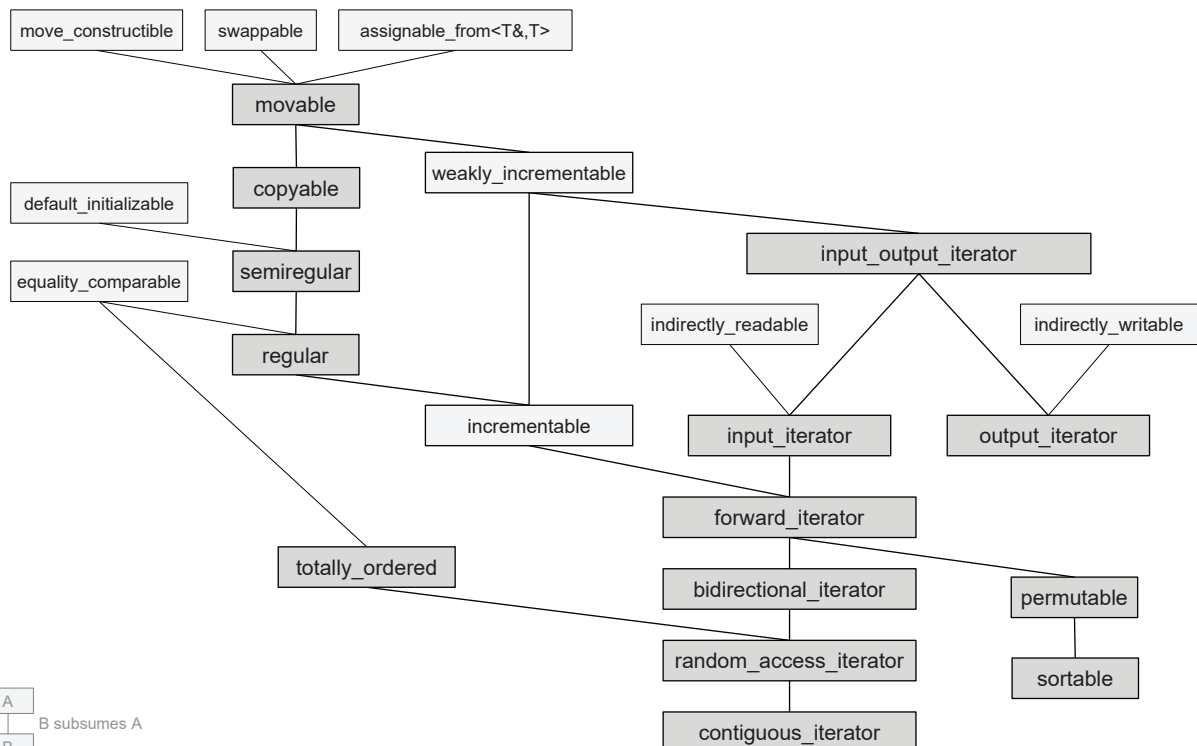 move_constructible
swappable
assignable_from<T&,T>
movable
weakly_incrementable
copyable
default_initializable
input_output_iterator
semiregular
equality_comparable
indirectly_readable
indirectly_writable
regular
incrementable
input_iterator
output_iterator
forward_iterator
totally_ordered
bidirectional_iterator
permutable
random_access_iterator
sortable
A
B subsumes A
contiguous_iterator